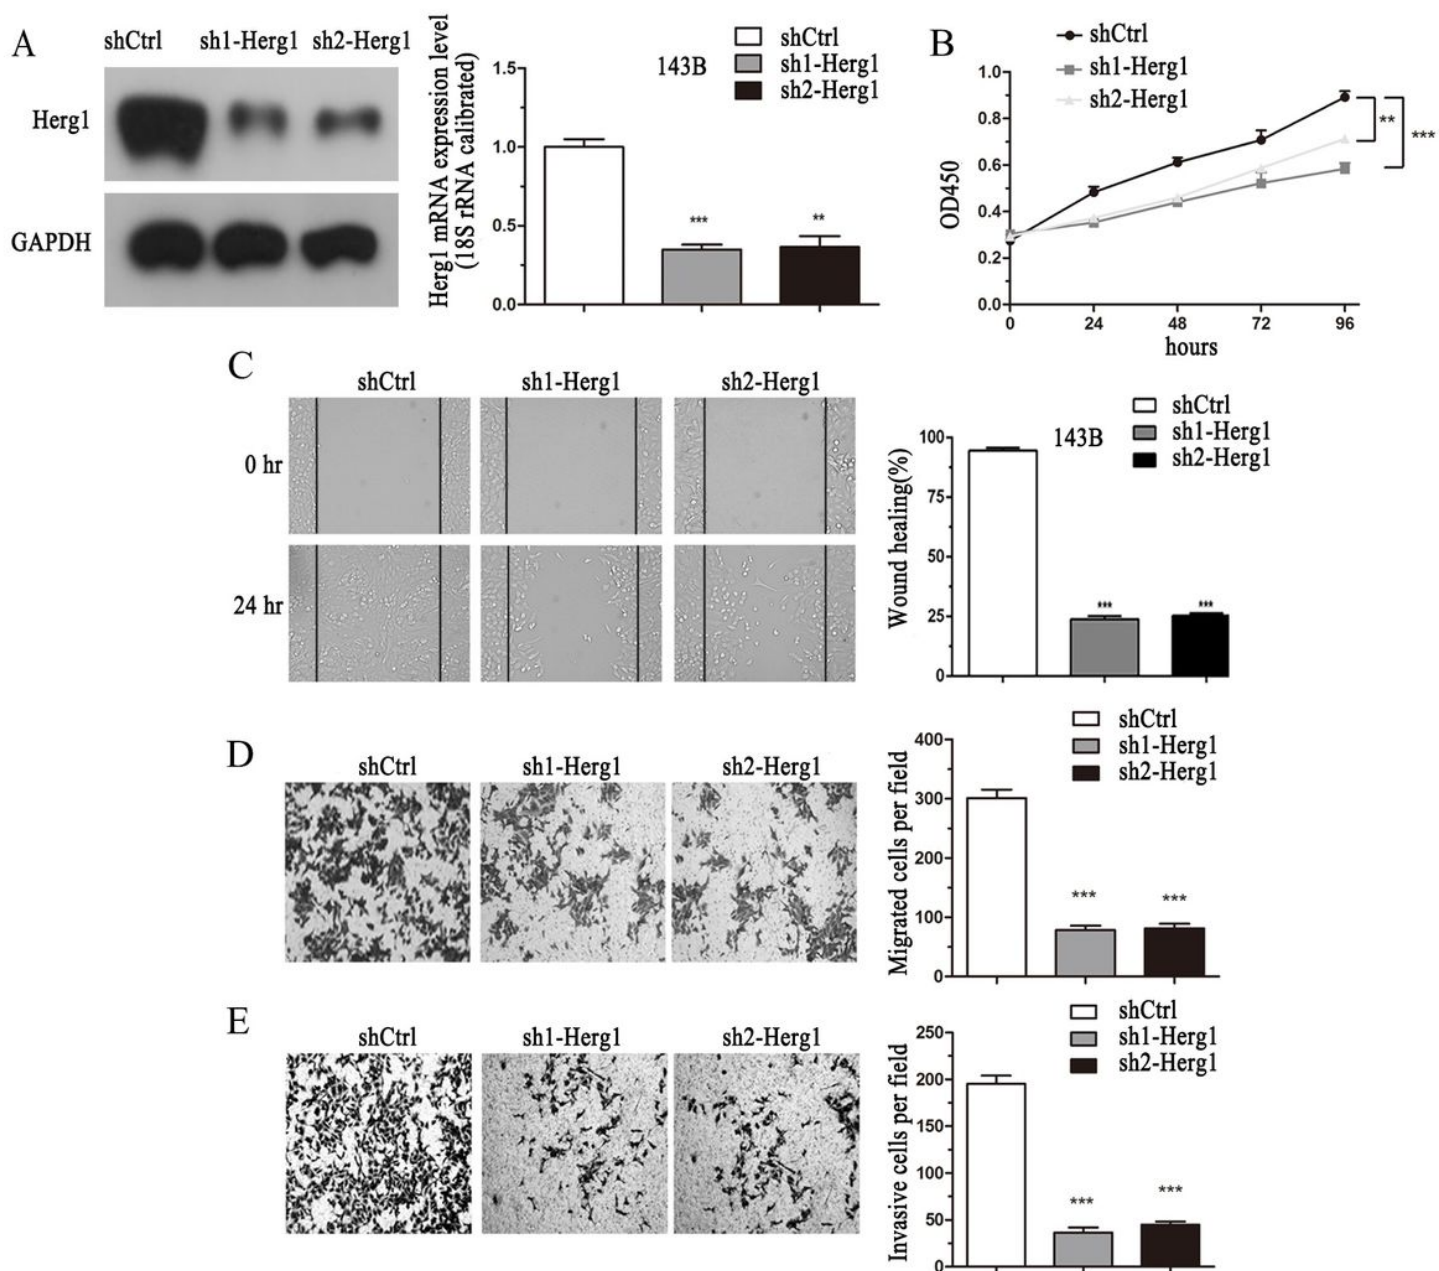 A
shCtrl sh1-Herg1 sh2-Herg1
Herg1
GAPDH
Herg1 mRNA expression level
(18S rRNA calibrated)
1.5
1.0
0.5
0.0
143B
shCtrl
sh1-Herg1
sh2-Herg1
***
**
B
shCtrl
sh1-Herg1
sh2-Herg1
OD450
1.0
0.8
0.6
0.4
0.2
0.0
0 24 48 72 96
hours
**
***
C
shCtrl sh1-Herg1 sh2-Herg1
0 hr
24 hr
Wound healing(%)
100
75
50
25
0
143B
shCtrl
sh1-Herg1
sh2-Herg1
*** ***
D
shCtrl sh1-Herg1 sh2-Herg1
Migrated cells per field
400
300
200
100
0
shCtrl
sh1-Herg1
sh2-Herg1
*** ***
E
shCtrl sh1-Herg1 sh2-Herg1
Invasive cells per field
250
200
150
100
50
0
shCtrl
sh1-Herg1
sh2-Herg1
*** ***